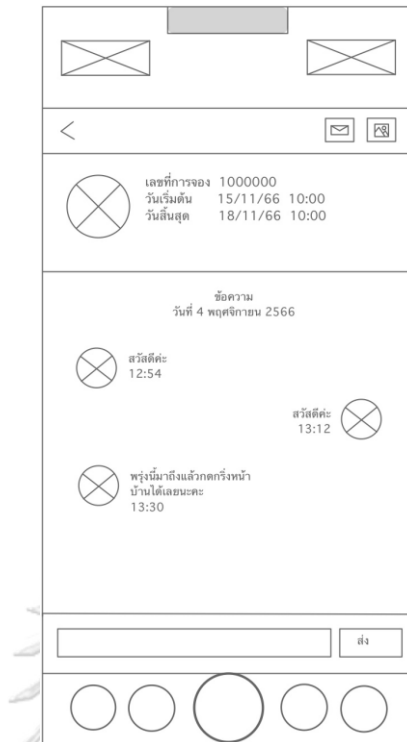 เลขที่การจอง 1000000
วันเริ่มต้น 15/11/66 10:00
วันสิ้นสุด 18/11/66 10:00
ข้อความ
วันที่ 4 พฤศจิกายน 2566
สวัสดีค่ะ
12:54
สวัสดีค่ะ
13:12
พรุ่งนี้มาถึงแล้วกดกริ่งหน้า
บ้านได้เลยนะคะ
13:30
ส่ง